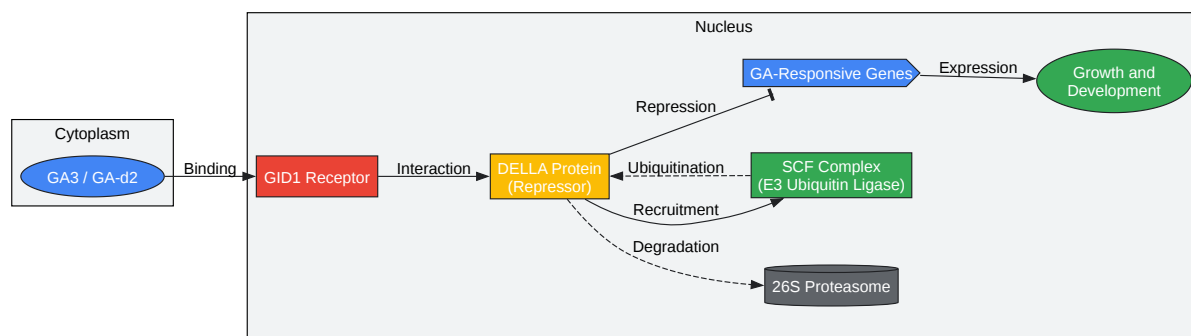 Nucleus
GA-Responsive Genes
Expression
Growth and
Development
Repression
Cytoplasm
GA3 / GA-d2
Binding
GID1 Receptor
Interaction
DELLA Protein
(Repressor)
Ubiquitination
SCF Complex
(E3 Ubiquitin Ligase)
Recruitment
Degradation
26S Proteasome